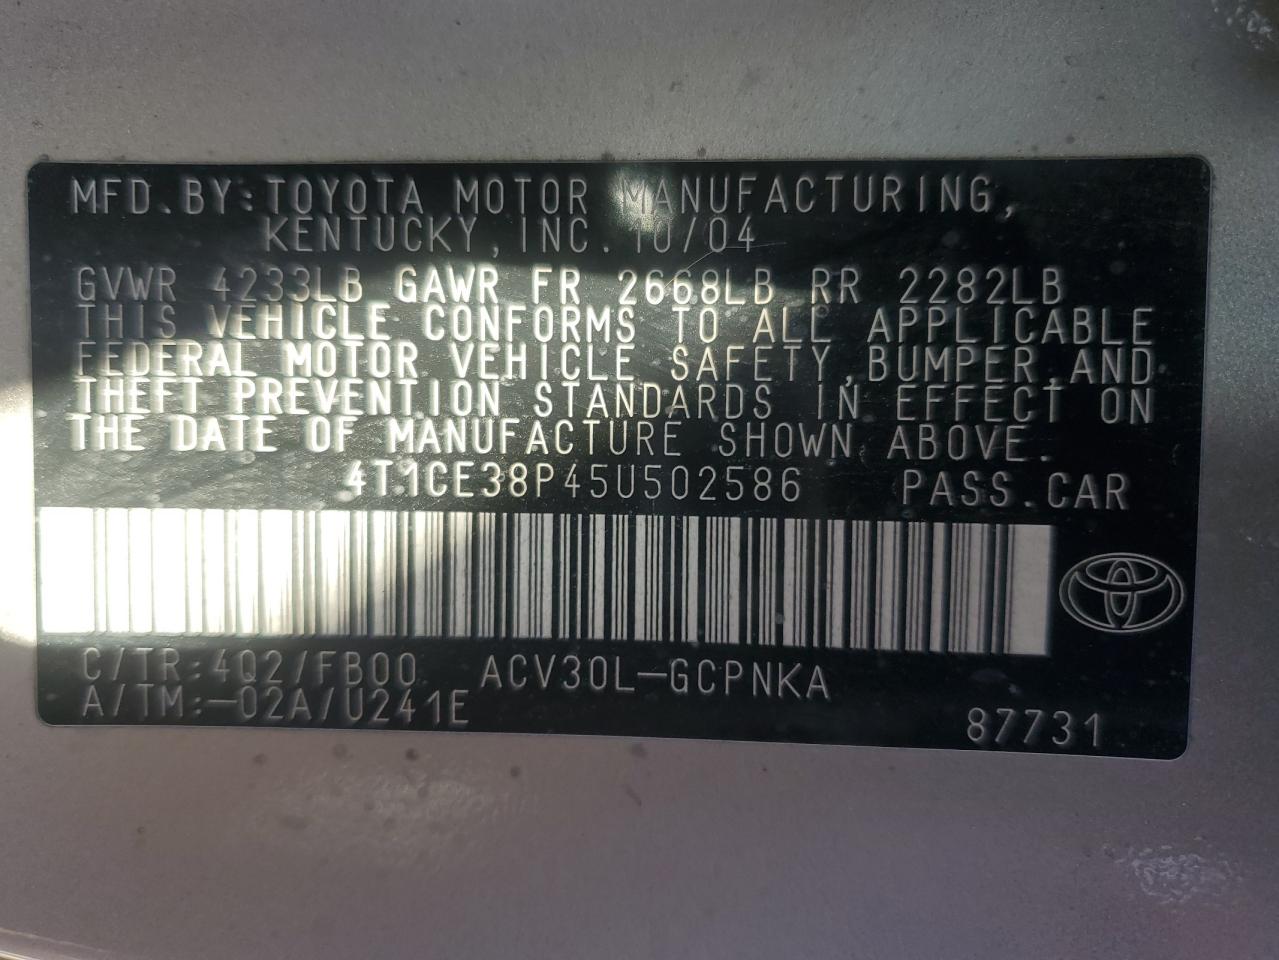 MFD.BY:TOYOTA MOTOR MANUFACTURING,
KENTUCKY,INC. 10/04
GVWR 4233LB GAWR FR 2668LB RR 2282LB
THIS VEHICLE CONFORMS TO ALL APPLICABLE
FEDERAL MOTOR VEHICLE SAFETY,BUMPER,AND
THEFT PREVENTION STANDARDS IN EFFECT ON
THE DATE OF MANUFACTURE SHOWN ABOVE.
4T1CE38P45U502586 PASS.CAR
C/TR:4Q2/FB00 ACV30L-GCPNKA
A/TM:-02A/U241E
87731